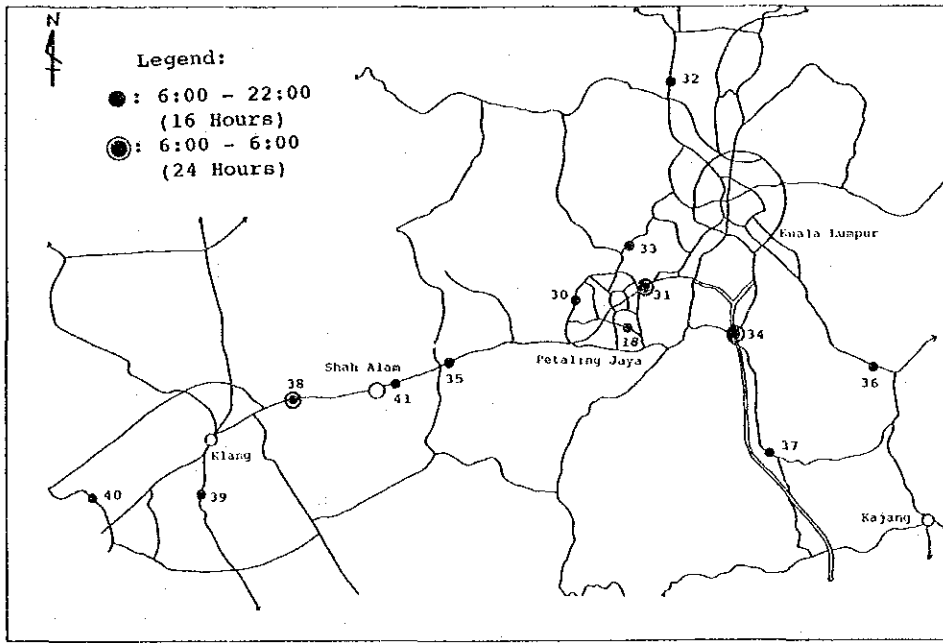 N
Legend:
: 6:00 - 22:00
(16 Hours)
: 6:00 - 6:00
(24 Hours)
32
Kuala Lumpur
33
30
31
18
34
Petaling Jaya
Shah Alam
35
36
38
41
Klang
37
40
39
Kajang